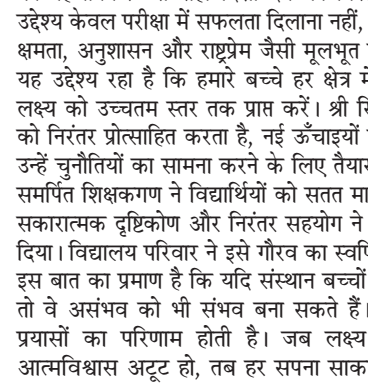 उद्देश्य केवल परीक्षा में सफलता दिलाना नहीं,
क्षमता, अनुशासन और राष्ट्रप्रेम जैसी मूलभूत
यह उद्देश्य रहा है कि हमारे बच्चे हर क्षेत्र में
लक्ष्य को उच्चतम स्तर तक प्राप्त करें। श्री
को निरंतर प्रोत्साहित करता है, नई ऊँचाइयों
उन्हें चुनौतियों का सामना करने के लिए
समर्पित शिक्षकगण ने विद्यार्थियों को सतत
सकारात्मक दृष्टिकोण और निरंतर सहयोग ने
दिया। विद्यालय परिवार ने इसे गौरव का
इस बात का प्रमाण है कि यदि संस्थान बच्चों
तो वे असंभव को भी संभव बना सकते हैं।
प्रयासों का परिणाम होती है। जब लक्ष्य
आत्मविश्वास अटूट हो, तब हर सपना